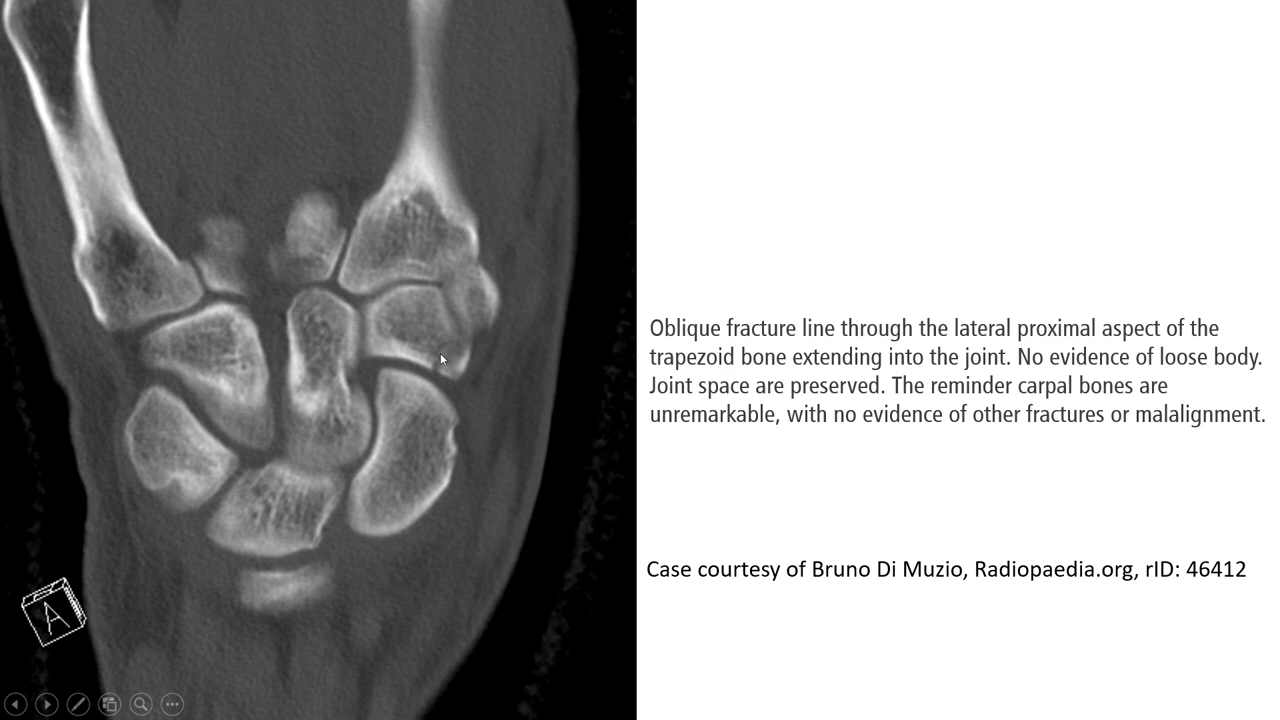 Oblique fracture line through the lateral proximal aspect of the
trapezoid bone extending into the joint. No evidence of loose body.
Joint space are preserved. The reminder carpal bones are
unremarkable, with no evidence of other fractures or malalignment.
Case courtesy of Bruno Di Muzio, Radiopaedia.org, rID: 46412
A